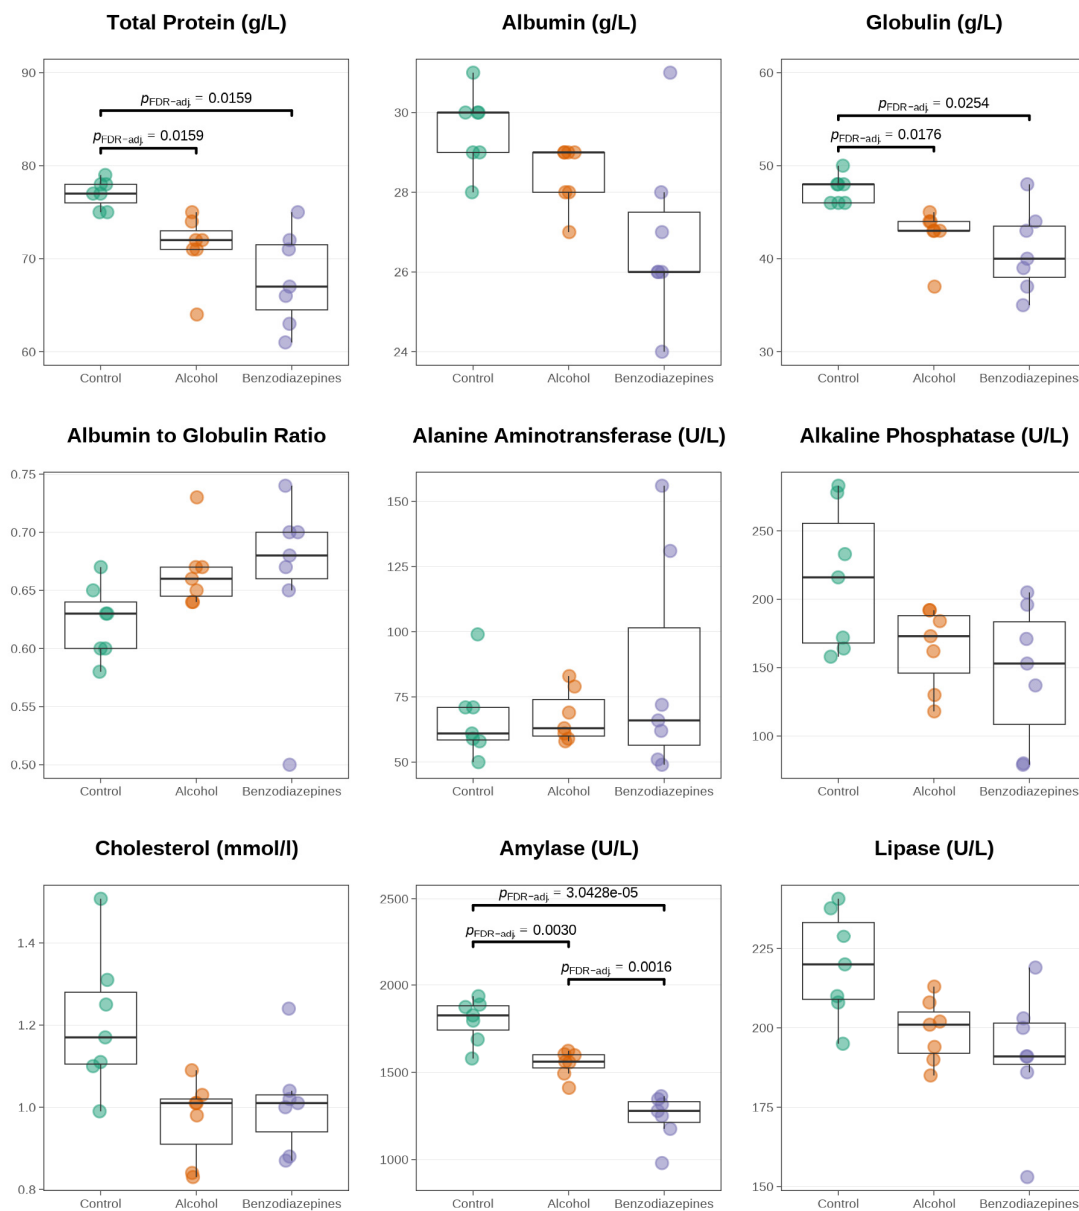 Total Protein (g/L)
90
80
70
60
pFDR−adj. = 0.0159
pFDR−adj. = 0.0159
Control Alcohol Benzodiazepines
Albumin (g/L)
30
28
26
24
Control Alcohol Benzodiazepines
Globulin (g/L)
60
50
40
30
pFDR−adj. = 0.0254
pFDR−adj. = 0.0176
Control Alcohol Benzodiazepines
Albumin to Globulin Ratio
0.75
0.70
0.65
0.60
0.55
0.50
Control Alcohol Benzodiazepines
Alanine Aminotransferase (U/L)
150
125
100
75
50
Control Alcohol Benzodiazepines
Alkaline Phosphatase (U/L)
250
200
150
100
Control Alcohol Benzodiazepines
Cholesterol (mmol/l)
1.4
1.2
1.0
0.8
Control Alcohol Benzodiazepines
Amylase (U/L)
2500
2000
1500
1000
pFDR−adj. = 3.0428e-05
pFDR−adj. = 0.0030
pFDR−adj. = 0.0016
Control Alcohol Benzodiazepines
Lipase (U/L)
225
200
175
150
Control Alcohol Benzodiazepines